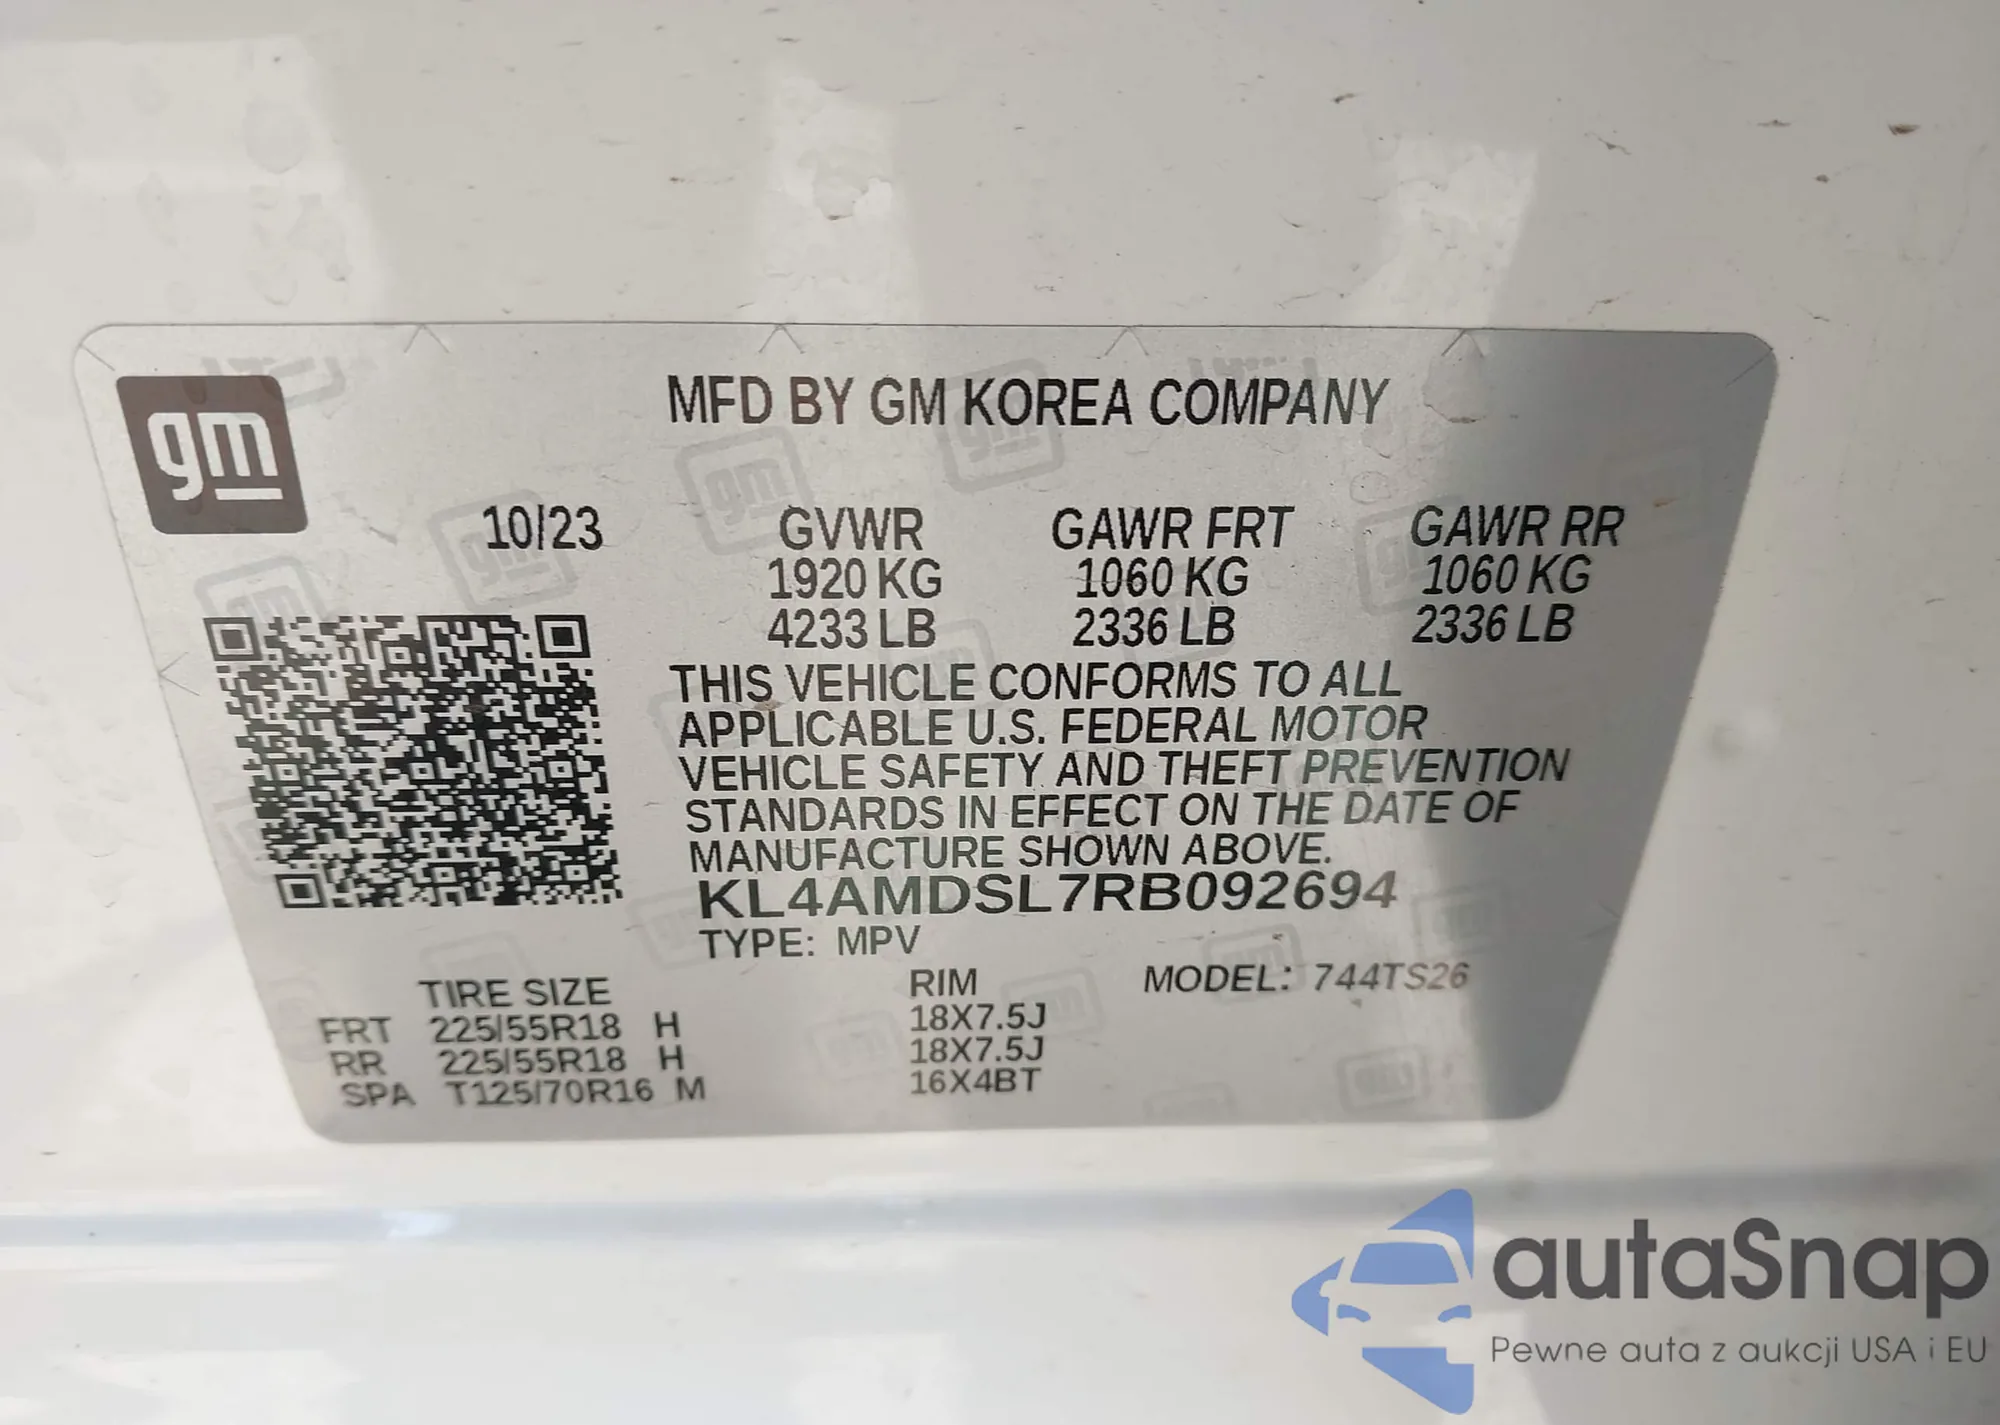 gm
MFD BY GM KOREA COMPANY
10/23 GVWR GAWR FRT GAWR RR
1920 KG 1060 KG 1060 KG
4233 LB 2336 LB 2336 LB
THIS VEHICLE CONFORMS TO ALL
APPLICABLE U.S. FEDERAL MOTOR
VEHICLE SAFETY AND THEFT PREVENTION
STANDARDS IN EFFECT ON THE DATE OF
MANUFACTURE SHOWN ABOVE.
KL4AMDSL7RB092694
TYPE: MPV
TIRE SIZE RIM MODEL: 744TS26
FRT 225/55R18 H 18X7.5J
RR 225/55R18 H 18X7.5J
SPA T125/70R16 M 16X4BT
autaSnap
Pewne auta z aukcji USA i EU